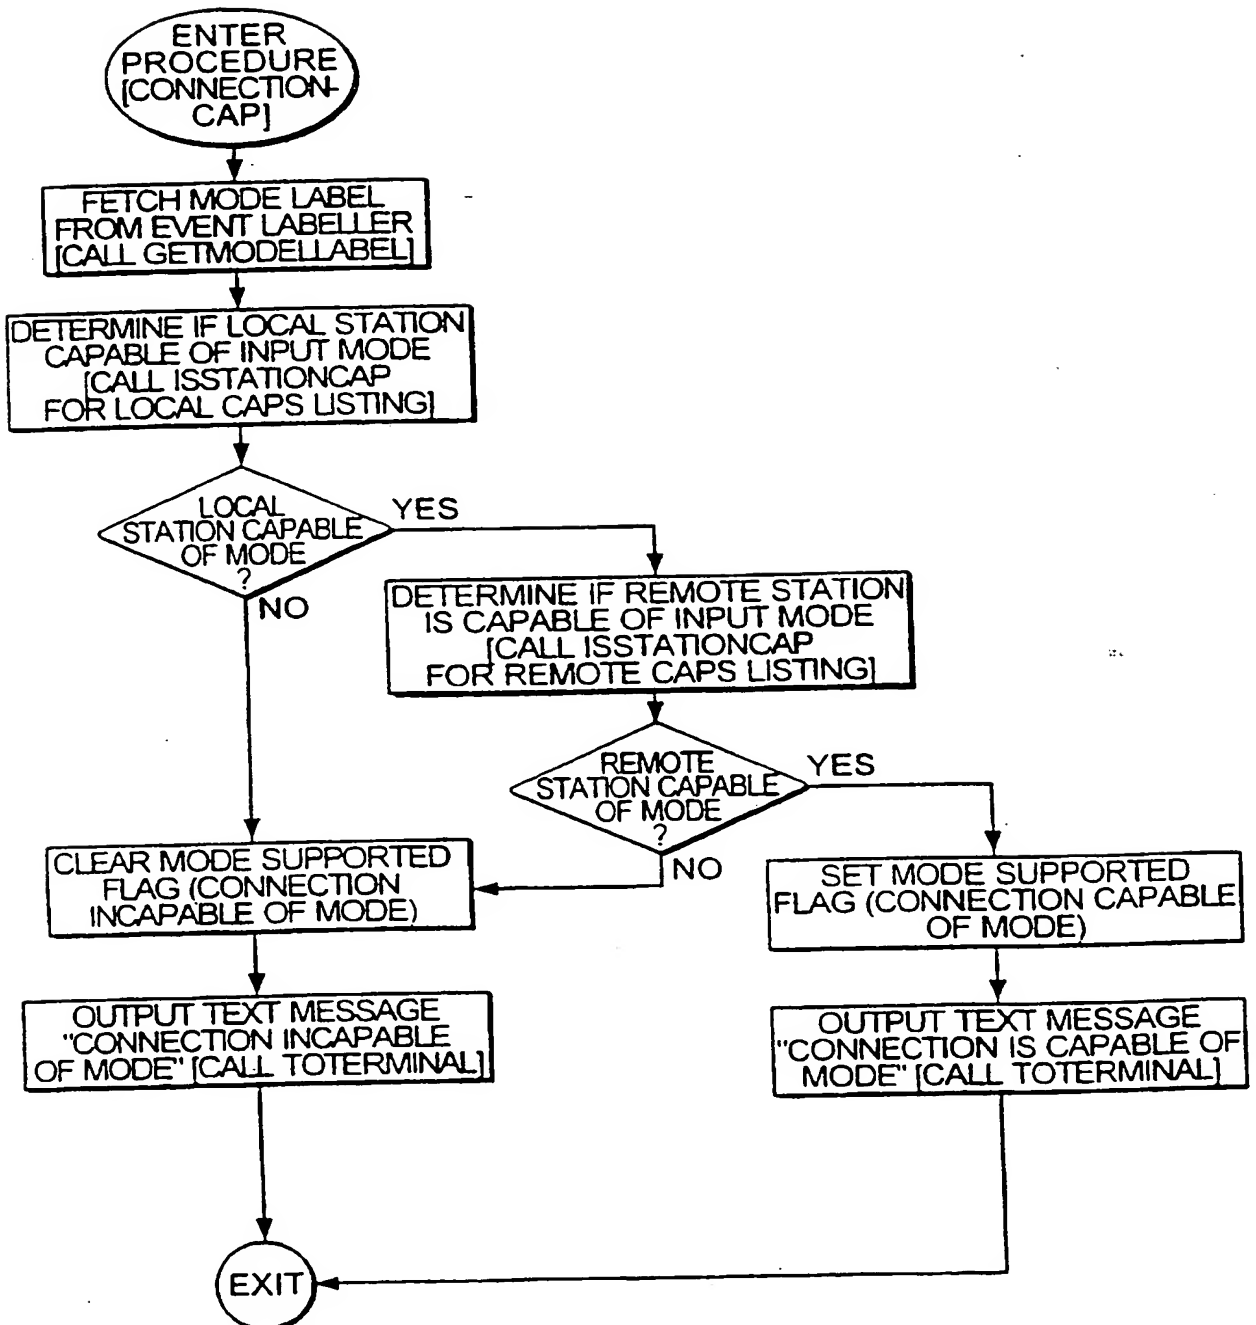 ENTER
PROCEDURE
[CONNECTION-
CAP]
FETCH MODE LABEL
FROM EVENT LABELLER
[CALL GETMODELLABEL]
DETERMINE IF LOCAL STATION
CAPABLE OF INPUT MODE
[CALL ISSTATIONCAP
FOR LOCAL CAPS LISTING]
LOCAL
STATION CAPABLE
OF MODE
?
YES
NO
DETERMINE IF REMOTE STATION
IS CAPABLE OF INPUT MODE
[CALL ISSTATIONCAP
FOR REMOTE CAPS LISTING]
REMOTE
STATION CAPABLE
OF MODE
?
YES
NO
CLEAR MODE SUPPORTED
FLAG (CONNECTION
INCAPABLE OF MODE)
SET MODE SUPPORTED
FLAG (CONNECTION CAPABLE
OF MODE)
OUTPUT TEXT MESSAGE
"CONNECTION INCAPABLE
OF MODE" [CALL TOTERMINAL]
OUTPUT TEXT MESSAGE
"CONNECTION IS CAPABLE OF
MODE" [CALL TOTERMINAL]
EXIT